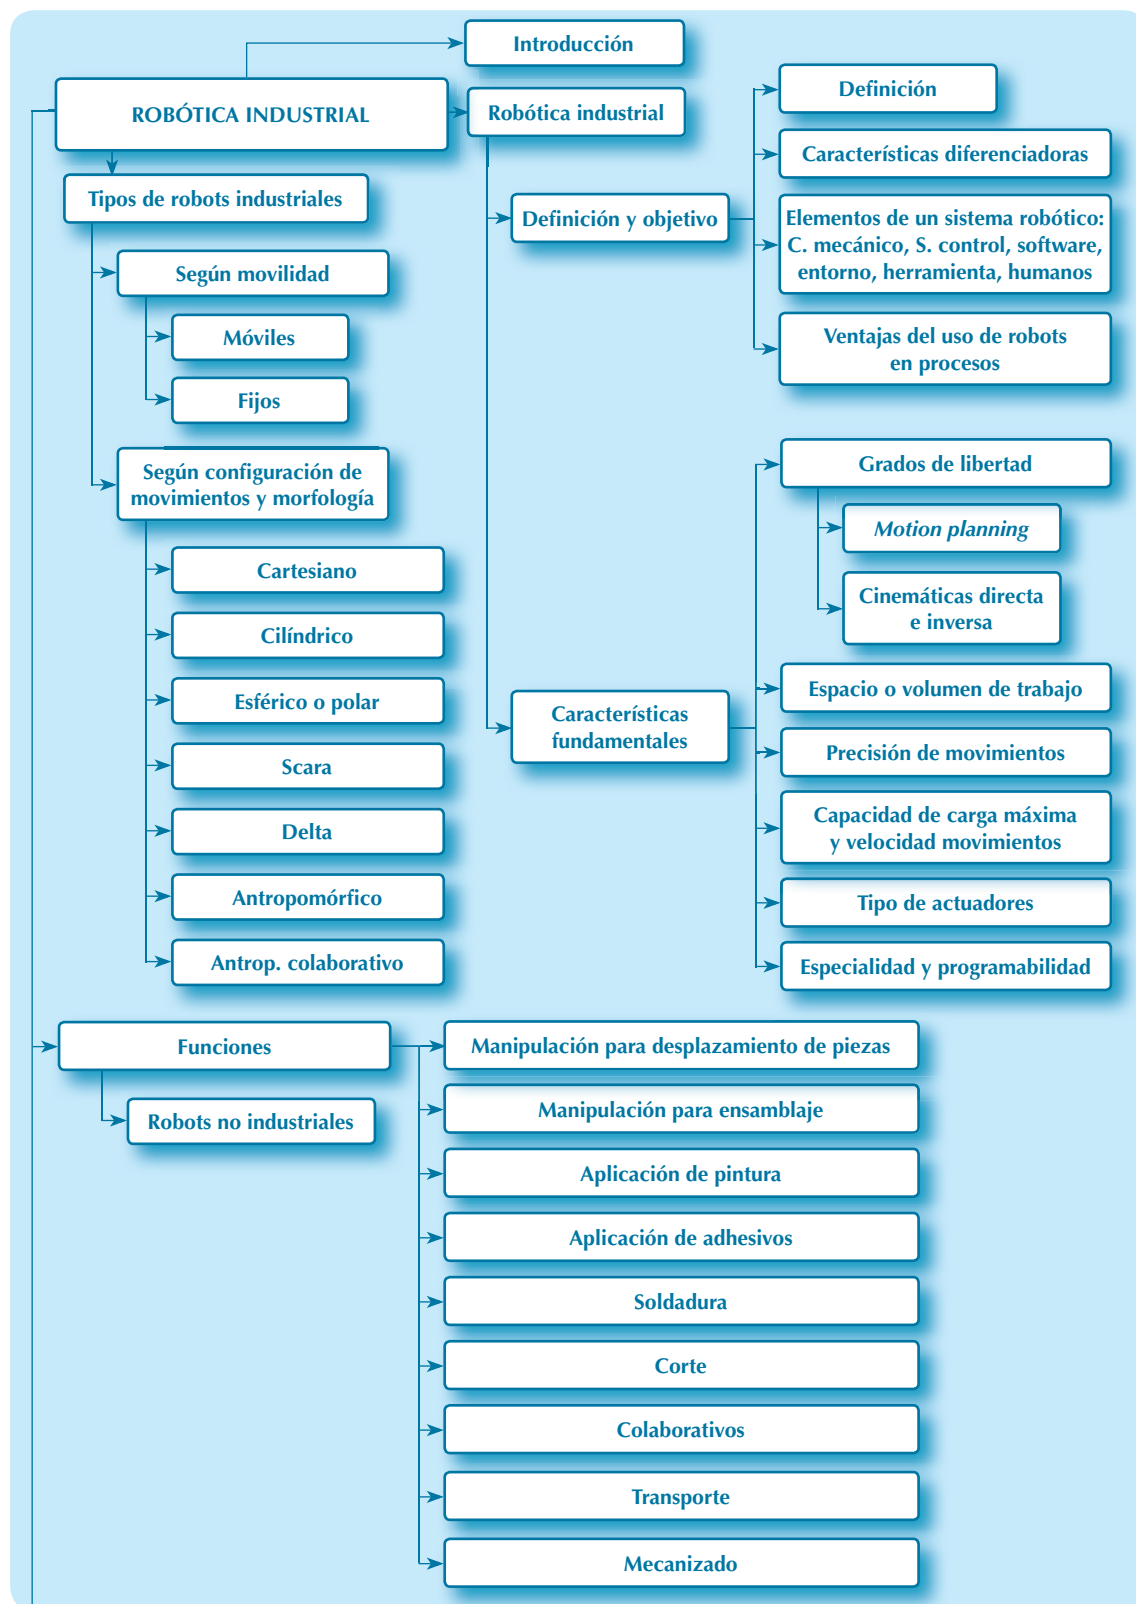 Introducción
ROBÓTICA INDUSTRIAL
Robótica industrial
Definición y objetivo
Definición
Características diferenciadoras
Elementos de un sistema robótico:
C. mecánico, S. control, software,
entorno, herramienta, humanos
Ventajas del uso de robots
en procesos
Características
fundamentales
Grados de libertad
Motion planning
Cinemáticas directa
e inversa
Espacio o volumen de trabajo
Precisión de movimientos
Capacidad de carga máxima
y velocidad movimientos
Tipo de actuadores
Especialidad y programabilidad
Tipos de robots industriales
Según movilidad
Móviles
Fijos
Según configuración de
movimientos y morfología
Cartesiano
Cilíndrico
Esférico o polar
Scara
Delta
Antropomórfico
Antrop. colaborativo
Funciones
Robots no industriales
Manipulación para desplazamiento de piezas
Manipulación para ensamblaje
Aplicación de pintura
Aplicación de adhesivos
Soldadura
Corte
Colaborativos
Transporte
Mecanizado